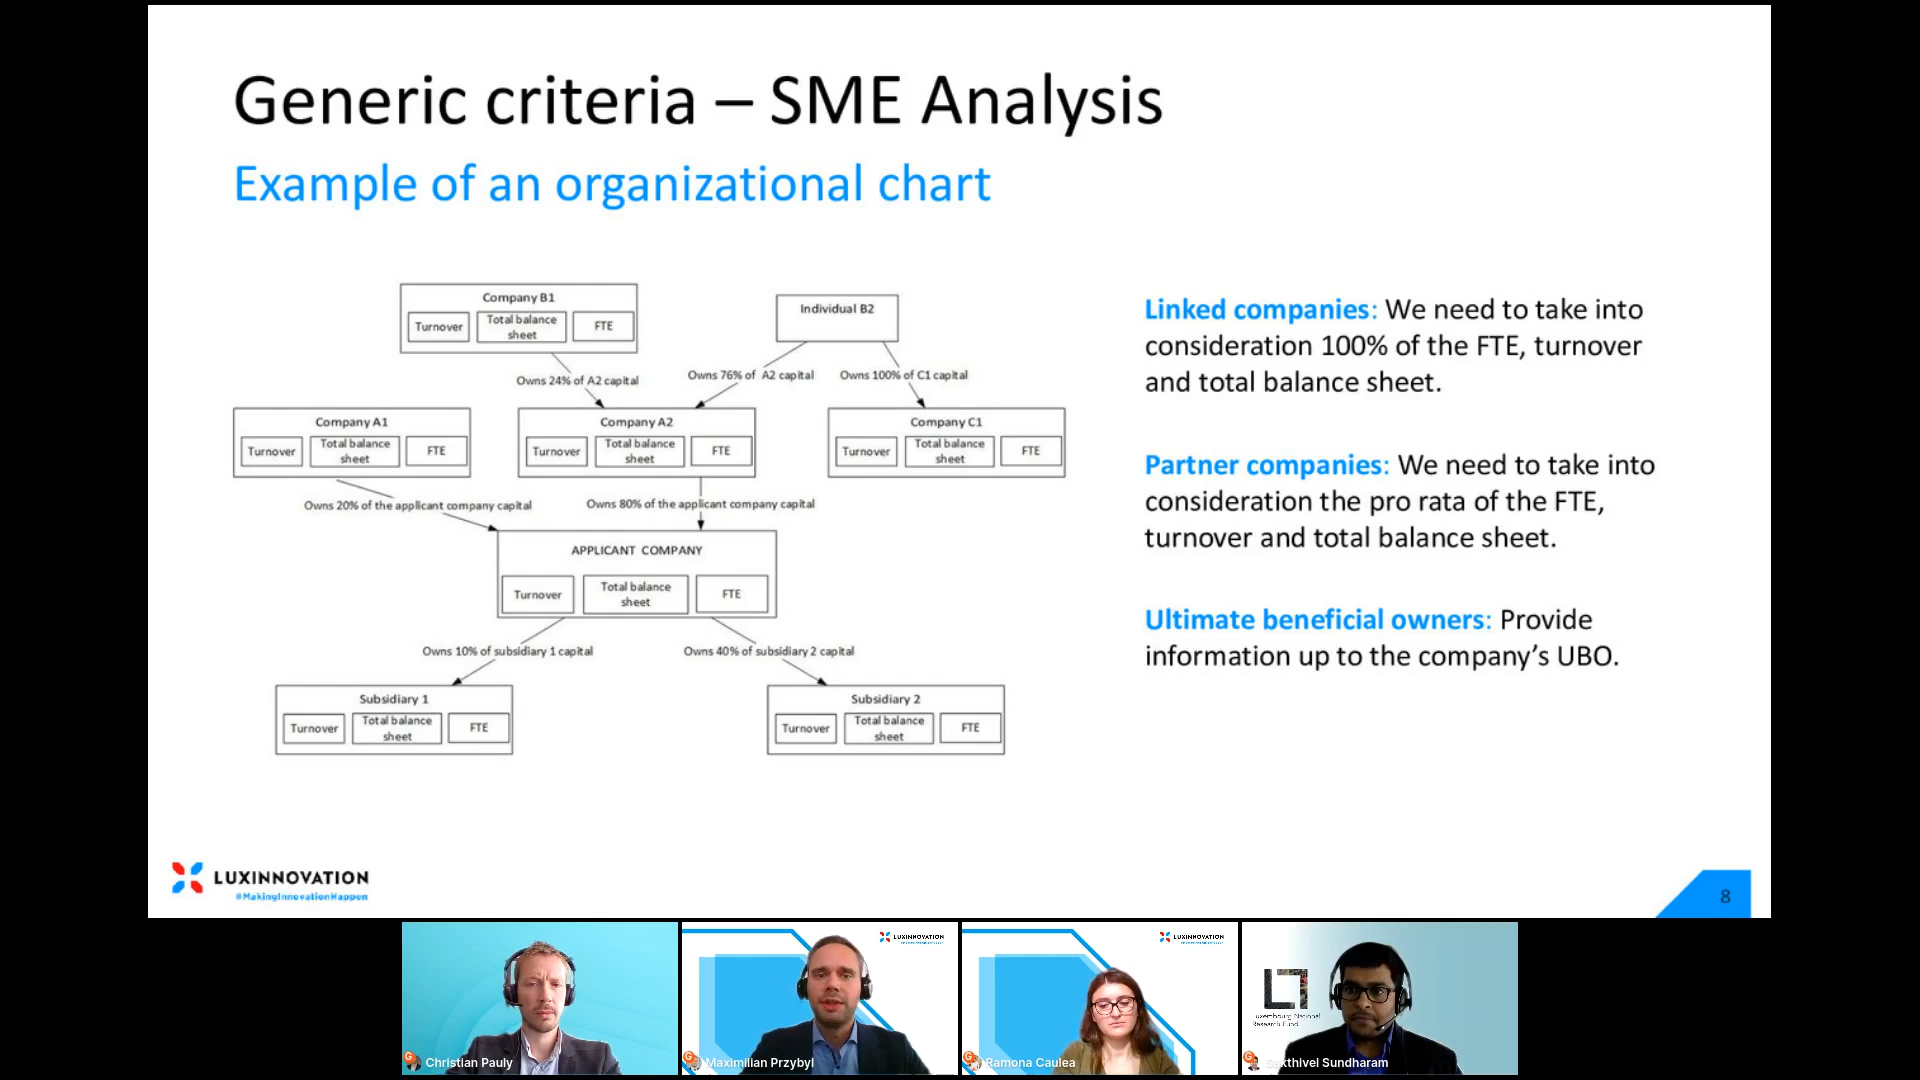 Generic criteria – SME Analysis
Example of an organizational chart
Company B1
Turnover
Total balance
sheet
FTE
Individual B2
Owns 24% of A2 capital
Owns 76% of A2 capital
Owns 100% of C1 capital
Company A1
Turnover
Total balance
sheet
FTE
Company A2
Turnover
Total balance
sheet
FTE
Company C1
Turnover
Total balance
sheet
FTE
Owns 20% of the applicant company capital
Owns 80% of the applicant company capital
APPLICANT COMPANY
Turnover
Total balance
sheet
FTE
Owns 10% of subsidiary 1 capital
Owns 40% of subsidiary 2 capital
Subsidiary 1
Turnover
Total balance
sheet
FTE
Subsidiary 2
Turnover
Total balance
sheet
FTE
Linked companies: We need to take into
consideration 100% of the FTE, turnover
and total balance sheet.
Partner companies: We need to take into
consideration the pro rata of the FTE,
turnover and total balance sheet.
Ultimate beneficial owners: Provide
information up to the company's UBO.
LUXINNOVATION
#MakingInnovationHappen
8
Christian Pauly
LUXINNOVATION
Maximilian Przybyl
LUXINNOVATION
Ramona Caulea
National
Research Fund
Sundharam